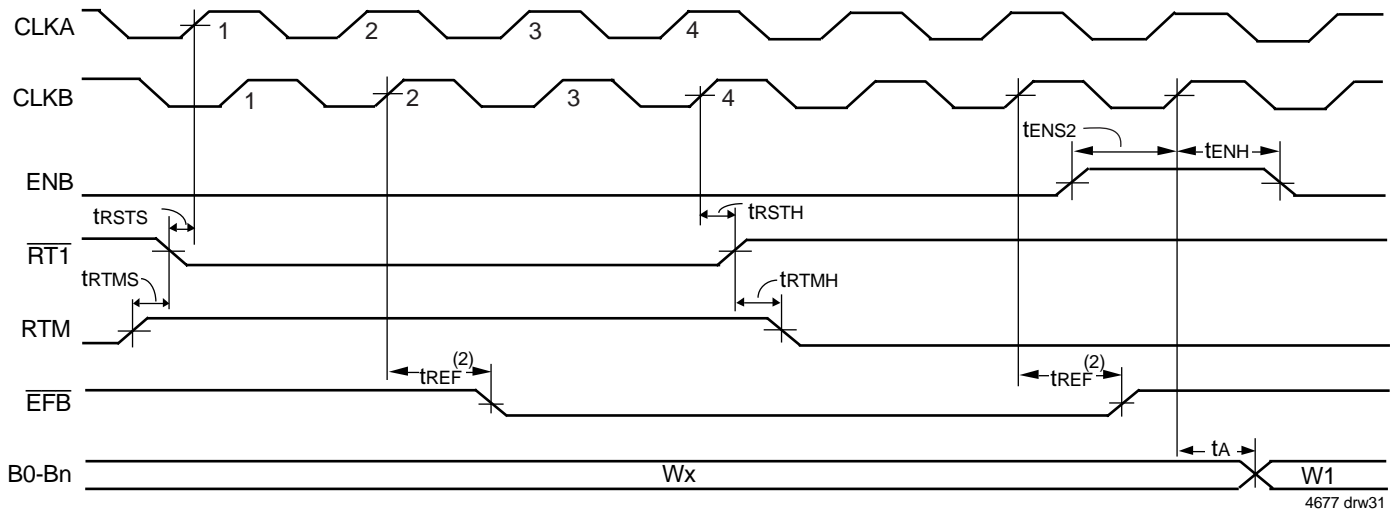 CLKA 1 2 3 4
CLKB 1 2 3 4
tENS2 tENH
ENB
tRSTS tRSTH
RT1
tRTMS tRTMH
RTM
tREF(2) tREF(2)
EFB
tA
B0-Bn Wx W1
4677 drw31